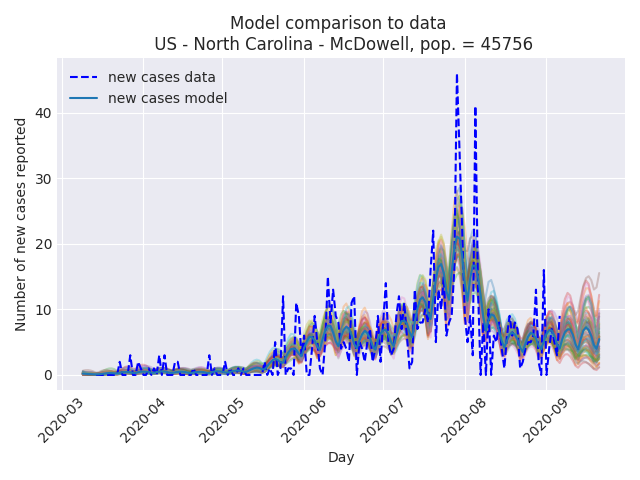 Model comparison to data
US - North Carolina - McDowell, pop. = 45756
new cases data
new cases model
Number of new cases reported
40
30
20
10
0
2020-03
2020-04
2020-05
2020-06
2020-07
2020-08
2020-09
Day